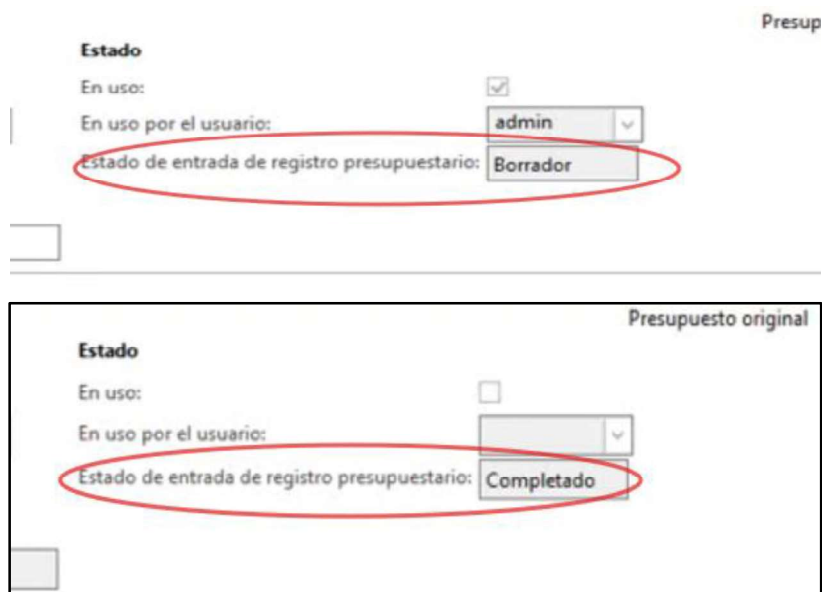 Presup
Estado
En uso:
En uso por el usuario: admin
Estado de entrada de registro presupuestario: Borrador
Presupuesto original
Estado
En uso:
En uso por el usuario:
Estado de entrada de registro presupuestario: Completado